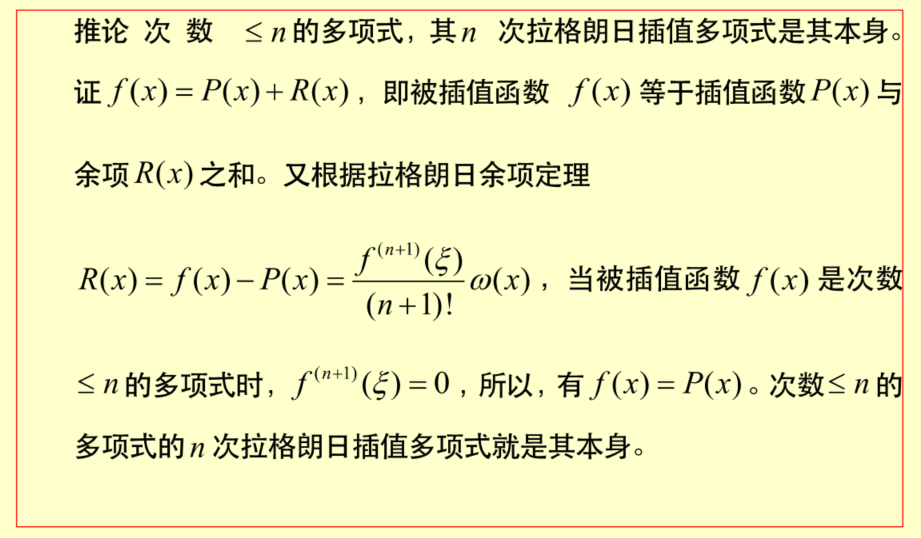 推论 次 数 ≤ n 的多项式，其 n 次拉格朗日插值多项式是其本身。
证 f(x) = P(x) + R(x)，即被插值函数 f(x) 等于插值函数 P(x) 与
余项 R(x) 之和。又根据拉格朗日余项定理
R(x) = f(x) − P(x) = \frac{f^{(n+1)}(ξ)}{(n+1)!} ω(x)，当被插值函数 f(x) 是次数
≤ n 的多项式时，f^{(n+1)}(ξ) = 0，所以，有 f(x) = P(x)。次数 ≤ n 的
多项式的 n 次拉格朗日插值多项式就是其本身。